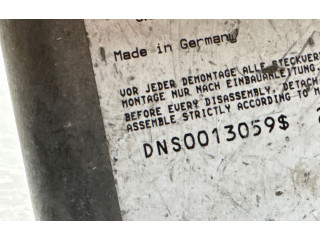 Made in Germany
VOR JEDER DEMONTAGE ALLE STECKVER
MONTAGE NUR NACH EINBAUANLEITUNG.
BEFORE EVERY DISASSEMBLY, DETACH
ASSEMBLE STRICTLY ACCORDING TO M
DNS0013059$